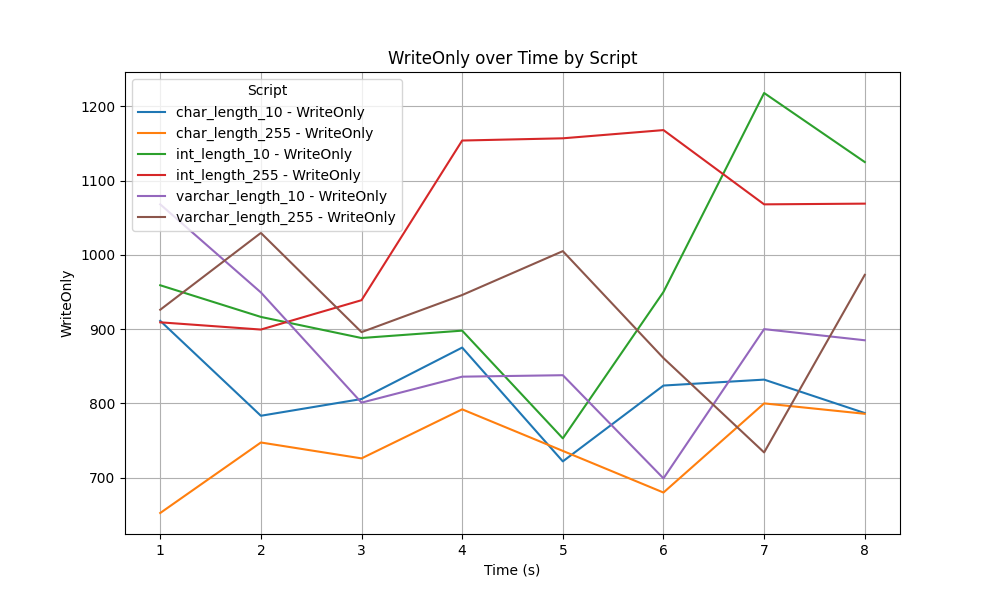 WriteOnly over Time by Script
Script
char_length_10 - WriteOnly
char_length_255 - WriteOnly
int_length_10 - WriteOnly
int_length_255 - WriteOnly
varchar_length_10 - WriteOnly
varchar_length_255 - WriteOnly
WriteOnly
1200
1100
1000
900
800
700
1 2 3 4 5 6 7 8
Time (s)